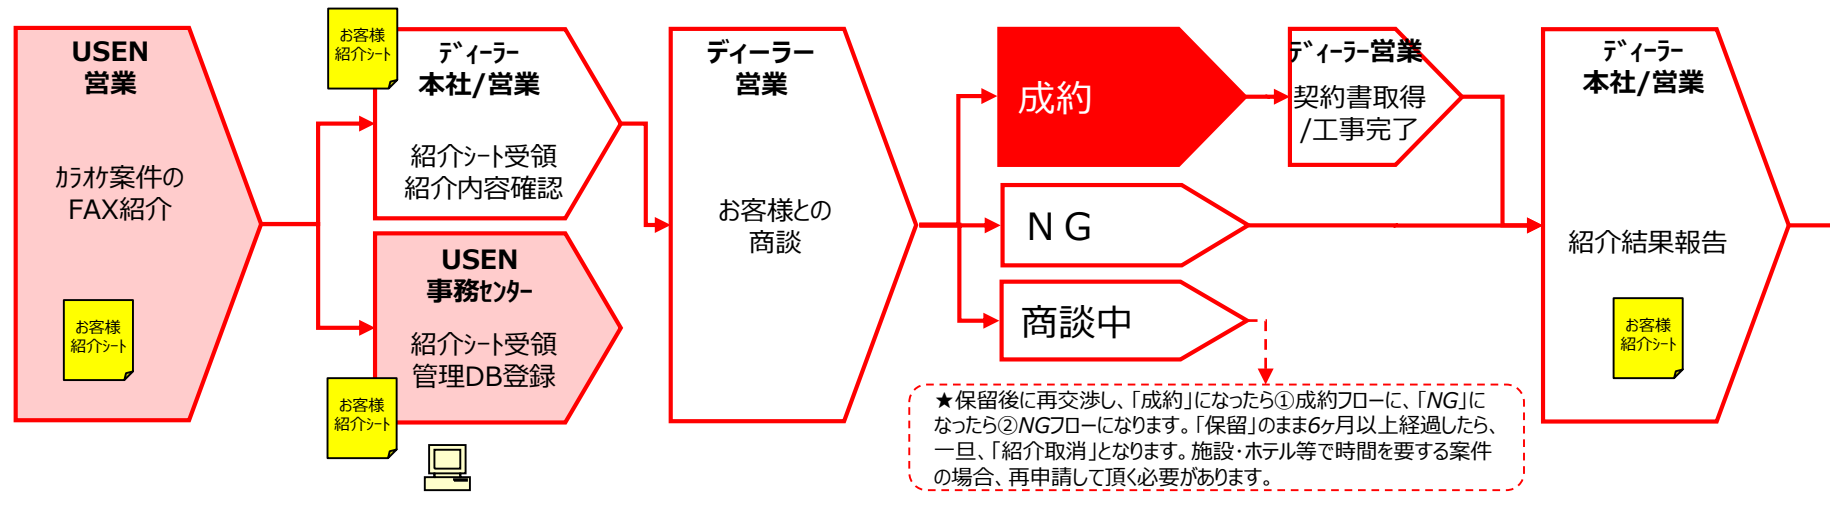 USEN
営業
ｶﾗｵｹ案件の
FAX紹介
お客様
紹介ｼｰﾄ
お客様
紹介ｼｰﾄ
ﾃﾞｨｰﾗｰ
本社/営業
紹介ｼｰﾄ受領
紹介内容確認
USEN
事務ｾﾝﾀｰ
紹介ｼｰﾄ受領
管理DB登録
お客様
紹介ｼｰﾄ
ディーラー
営業
お客様との
商談
成約
ＮＧ
商談中
ﾃﾞｨｰﾗｰ営業
契約書取得
/工事完了
★保留後に再交渉し、「成約」になったら①成約ﾌﾛｰに、「NG」に
なったら②NGﾌﾛｰになります。「保留」のまま6ヶ月以上経過したら、
一旦、「紹介取消」となります。施設・ホテル等で時間を要する案件
の場合、再申請して頂く必要があります。
ﾃﾞｨｰﾗｰ
本社/営業
紹介結果報告
お客様
紹介ｼｰﾄ